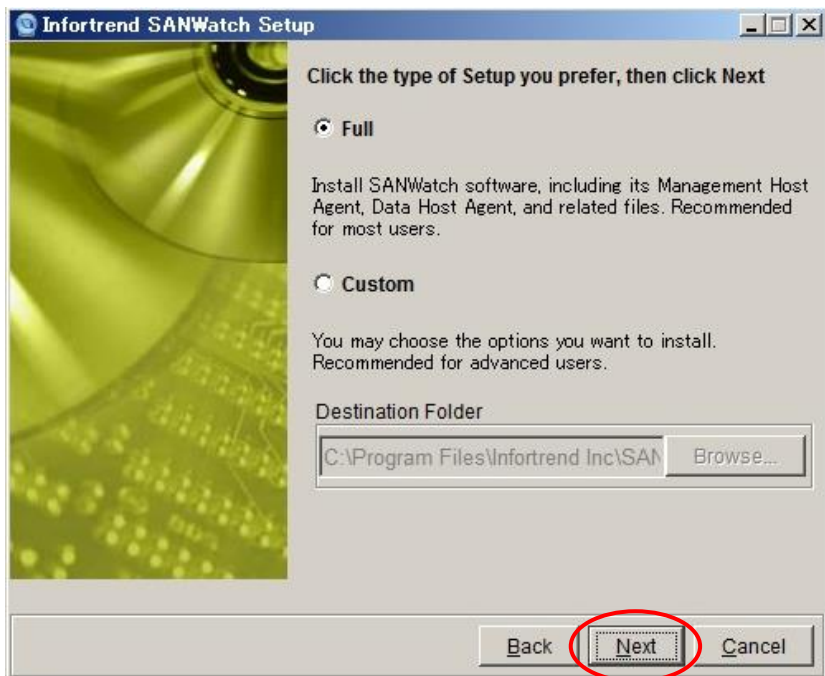 Infortrend SANWatch Setup
Click the type of Setup you prefer, then click Next
Full
Install SANWatch software, including its Management Host
Agent, Data Host Agent, and related files. Recommended
for most users.
Custom
You may choose the options you want to install.
Recommended for advanced users.
Destination Folder
C:\Program Files\Infortrend Inc\SAN
Browse...
Back
Next
Cancel